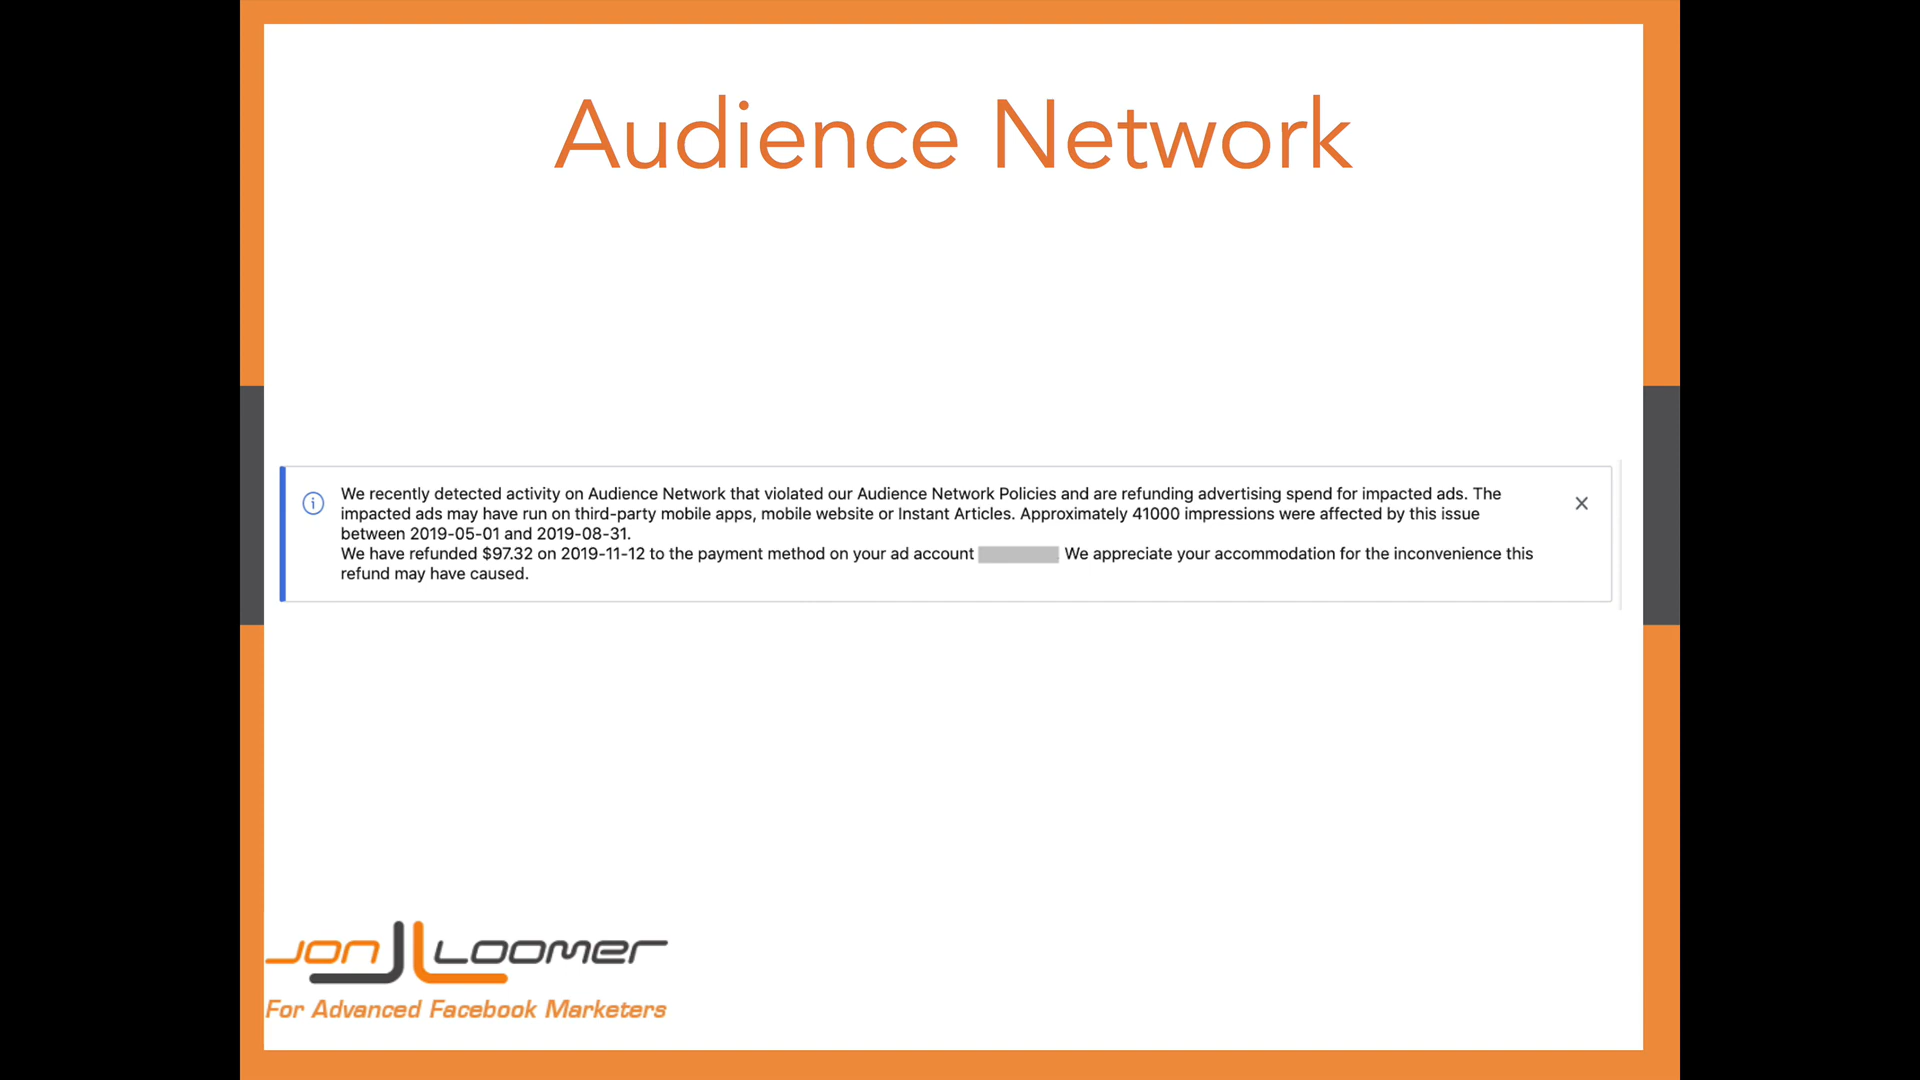 Audience Network
We recently detected activity on Audience Network that violated our Audience Network Policies and are refunding advertising spend for impacted ads. The
impacted ads may have run on third-party mobile apps, mobile website or Instant Articles. Approximately 41000 impressions were affected by this issue
between 2019-05-01 and 2019-08-31.
We have refunded $97.32 on 2019-11-12 to the payment method on your ad account We appreciate your accommodation for the inconvenience this
refund may have caused.
Jon Loomer
For Advanced Facebook Marketers